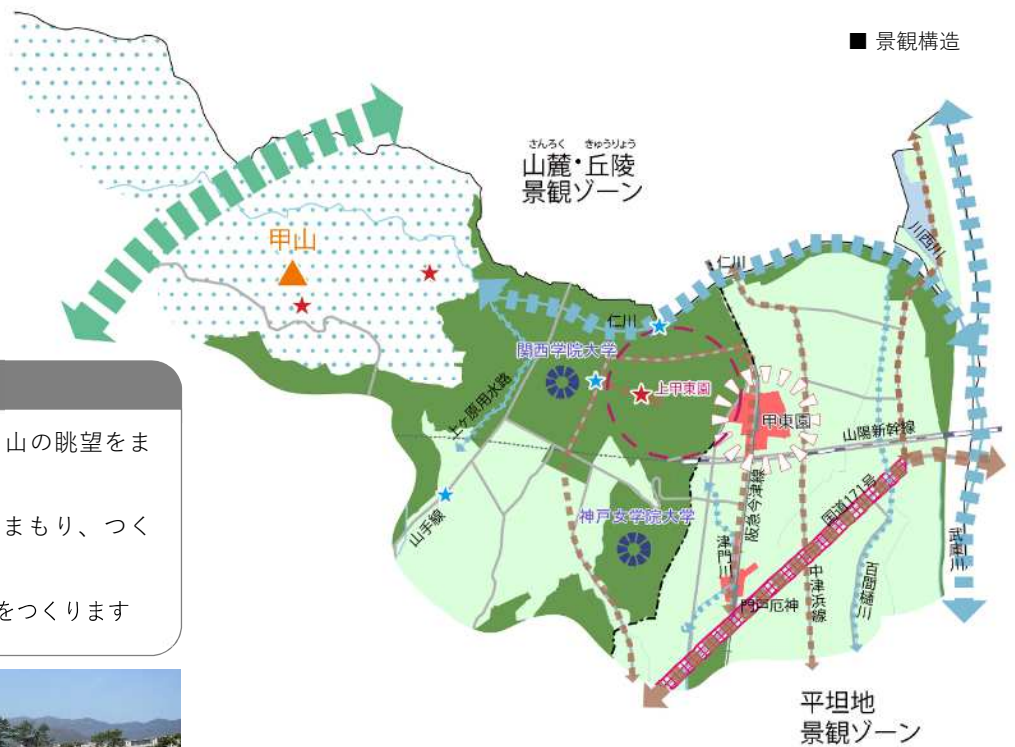 ■ 景観構造
さんろく きゅうりょう
山麓・丘陵
景観ゾーン
甲山
川西川
仁川
仁川
関西学院大学
上甲東園
上ケ原用水路
甲東園
山陽新幹線
山の眺望をま
まもり、つく
をつくります
山手線
神戸女学院大学
阪急今津線
津門川
国道171号
門戸厄神
中津浜線
百間樋川
武庫川
平坦地
景観ゾーン